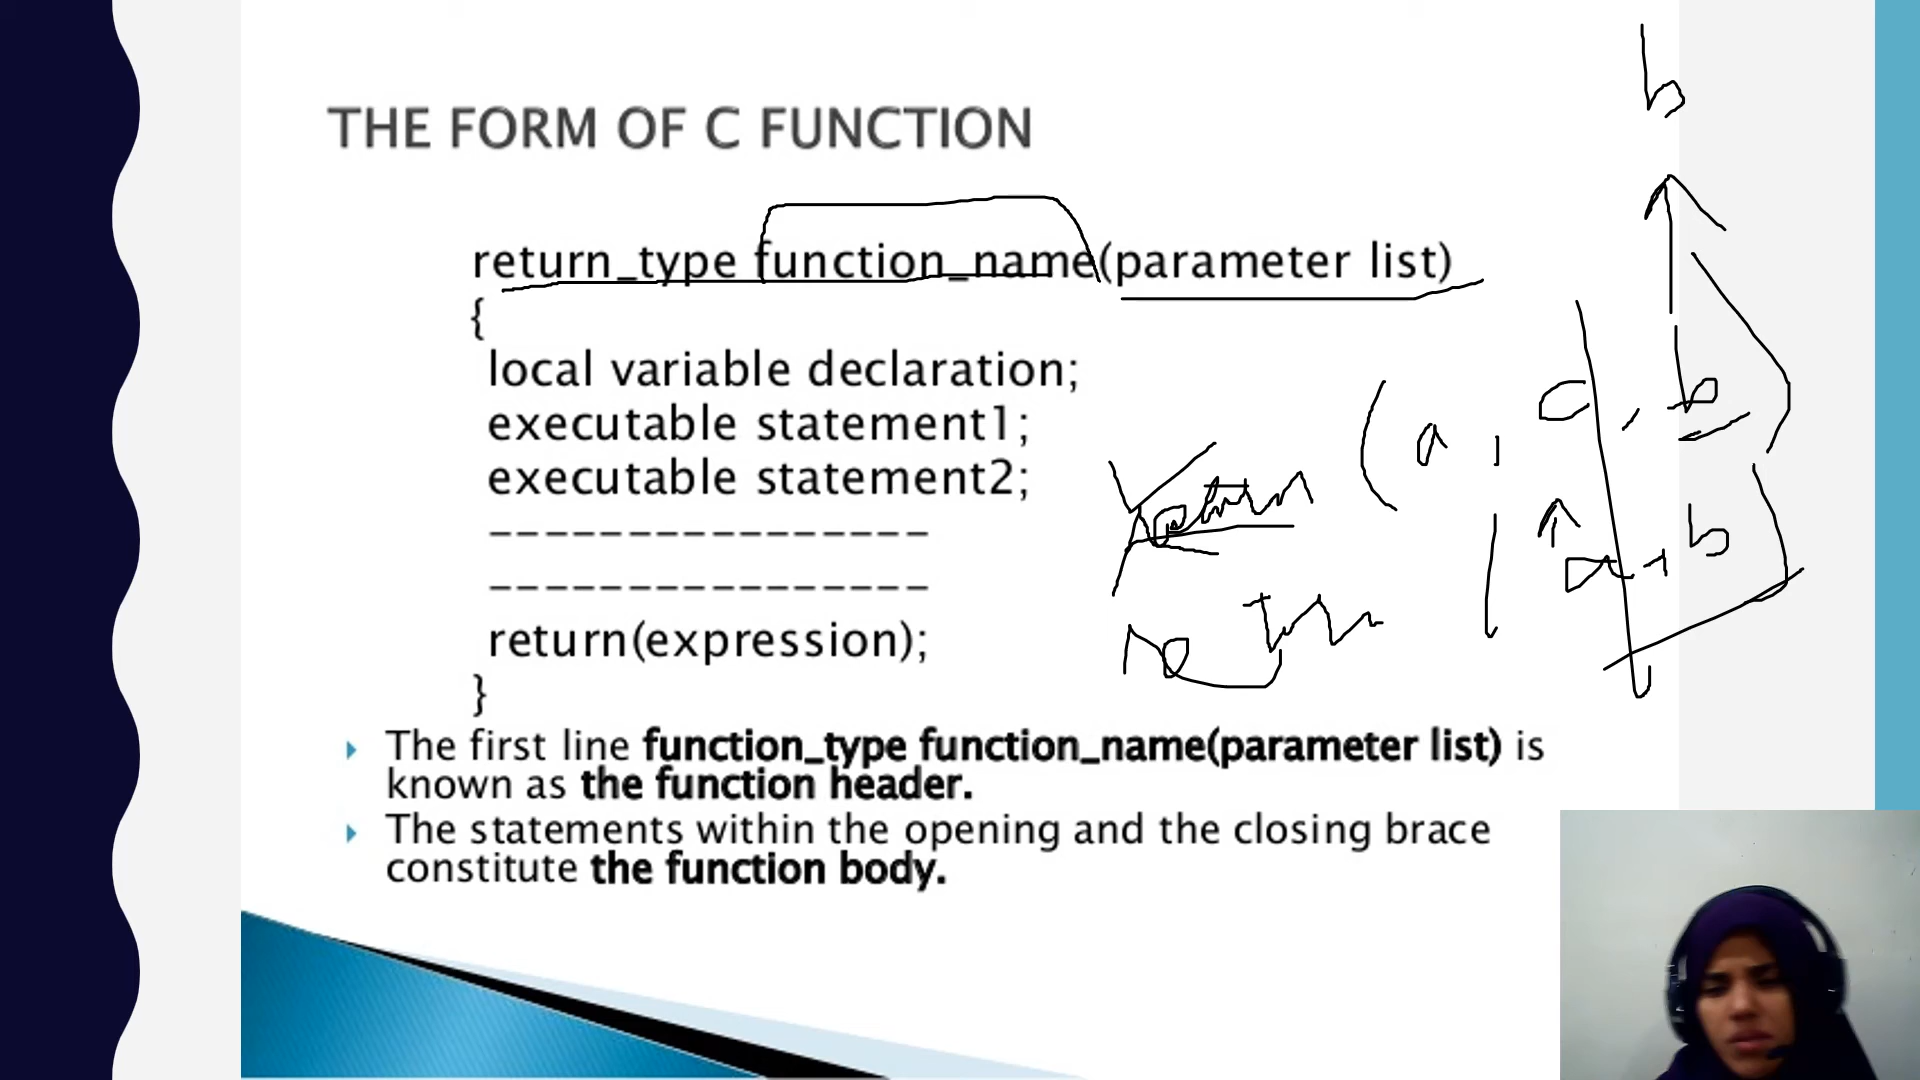 THE FORM OF C FUNCTION
b
return_type function_name(parameter list)
{
local variable declaration;
executable statement1;
executable statement2;
---------------
---------------
return(expression);
}
(a,
b
a+b
return
The first line function_type function_name(parameter list) is
known as the function header.
The statements within the opening and the closing brace
constitute the function body.